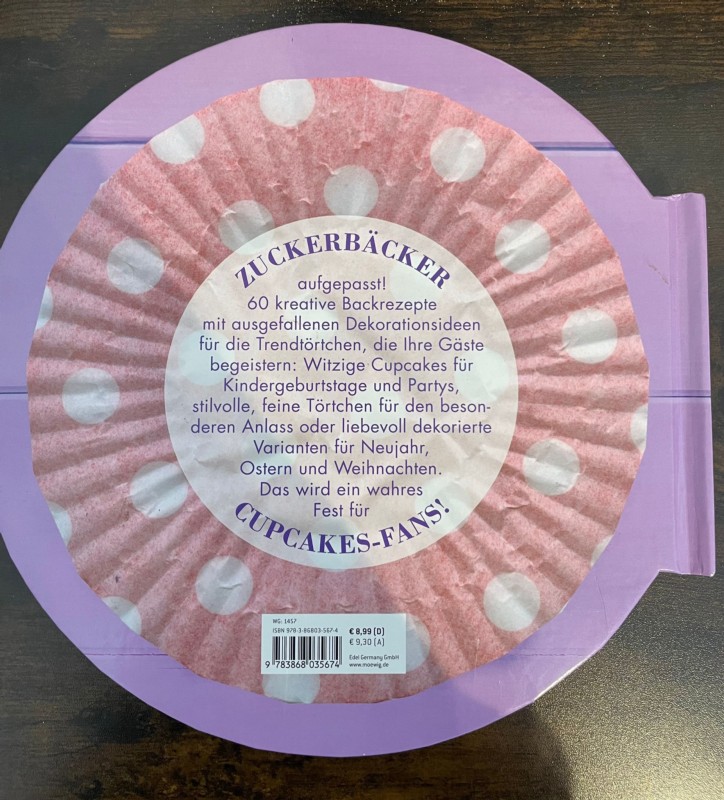 ZUCKERBÄCKER
aufgepasst!
60 kreative Backrezepte
mit ausgefallenen Dekorationsideen
für die Trendtörtchen, die Ihre Gäste
begeistern: Witzige Cupcakes für
Kindergeburtstage und Partys,
stilvolle, feine Törtchen für den beson-
deren Anlass oder liebevoll dekorierte
Varianten für Neujahr,
Ostern und Weihnachten.
Das wird ein wahres
Fest für
CUPCAKES-FANS!
WG: 1457
ISBN 978-3-86803-567-4
9 783868 035674
€ 8,99 (D)
€ 9,30 (A)
Edel Germany GmbH
www.moewig.de